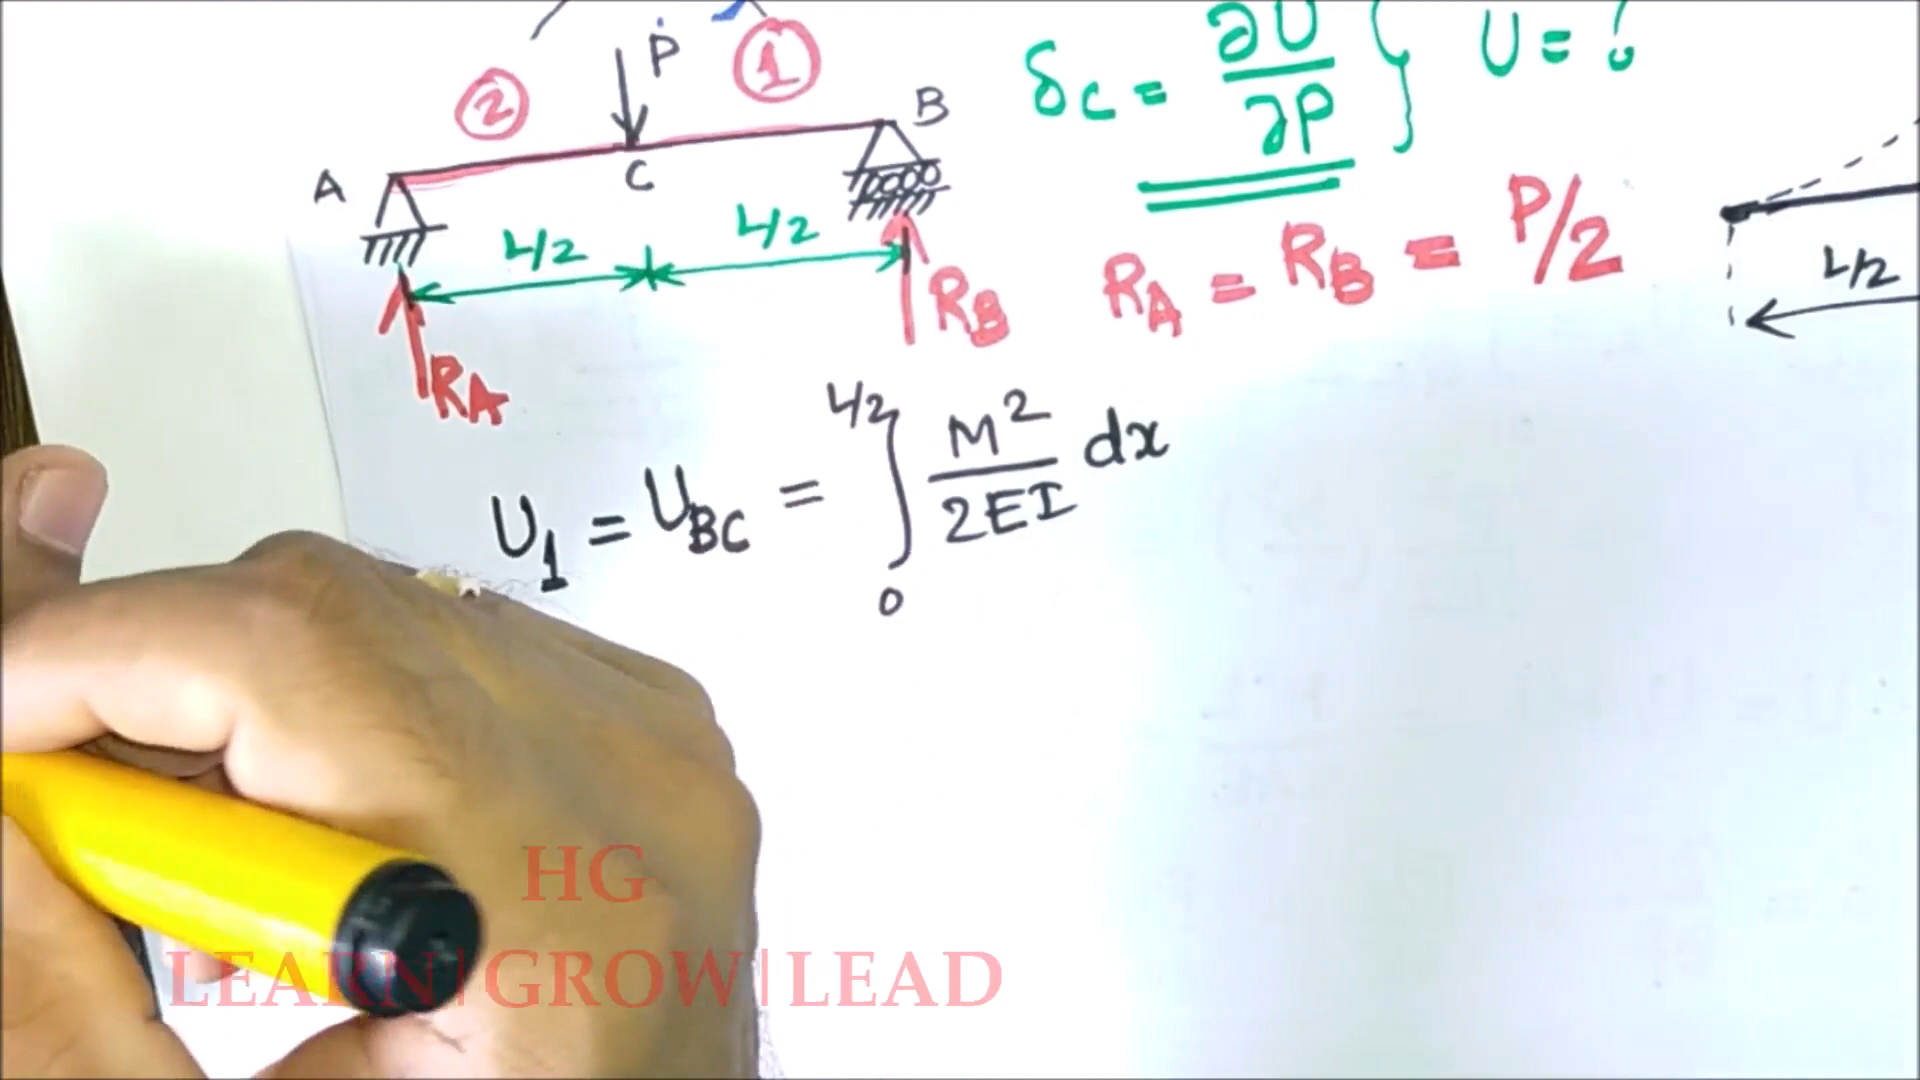 P
1
2
B
A
C
L/2
L/2
RA
RB
δc = ∂U/∂P } U = ?
RA = RB = P/2
L/2
U1 = UBC = ∫ 0 L/2 M²/2EI dx
HG
LEARN|GROW|LEAD